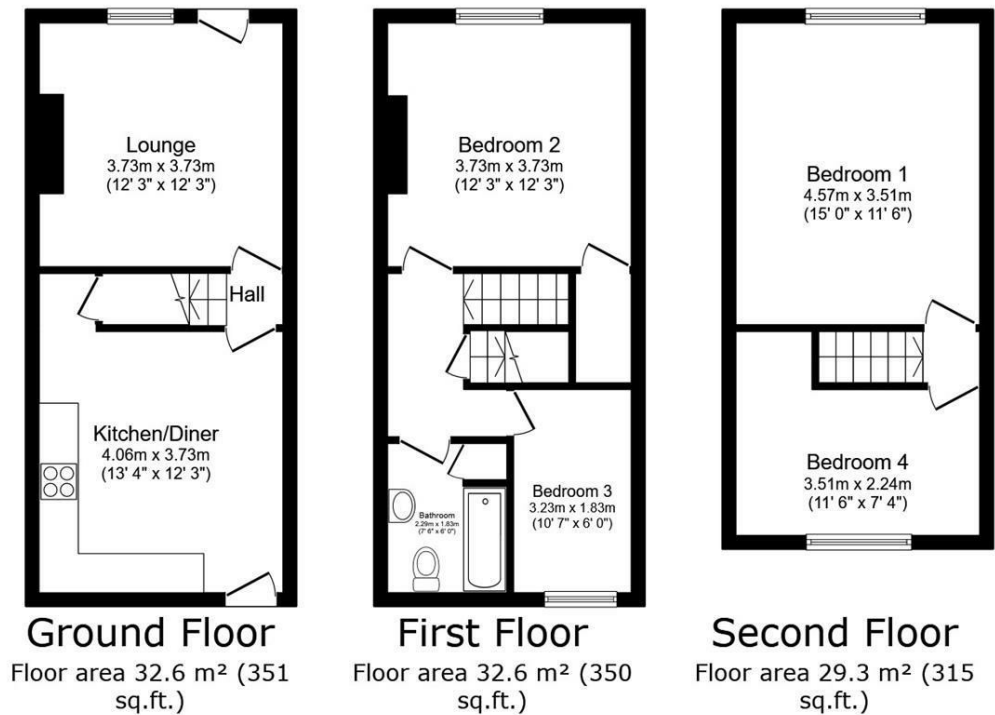 Lounge
3.73m x 3.73m
(12' 3" x 12' 3")
Hall
Kitchen/Diner
4.06m x 3.73m
(13' 4" x 12' 3")
Ground Floor
Floor area 32.6 m² (351
sq.ft.)
Bedroom 2
3.73m x 3.73m
(12' 3" x 12' 3")
Bathroom
2.29m x 1.83m
(7' 6" x 6' 0")
Bedroom 3
3.23m x 1.83m
(10' 7" x 6' 0")
First Floor
Floor area 32.6 m² (350
sq.ft.)
Bedroom 1
4.57m x 3.51m
(15' 0" x 11' 6")
Bedroom 4
3.51m x 2.24m
(11' 6" x 7' 4")
Second Floor
Floor area 29.3 m² (315
sq.ft.)